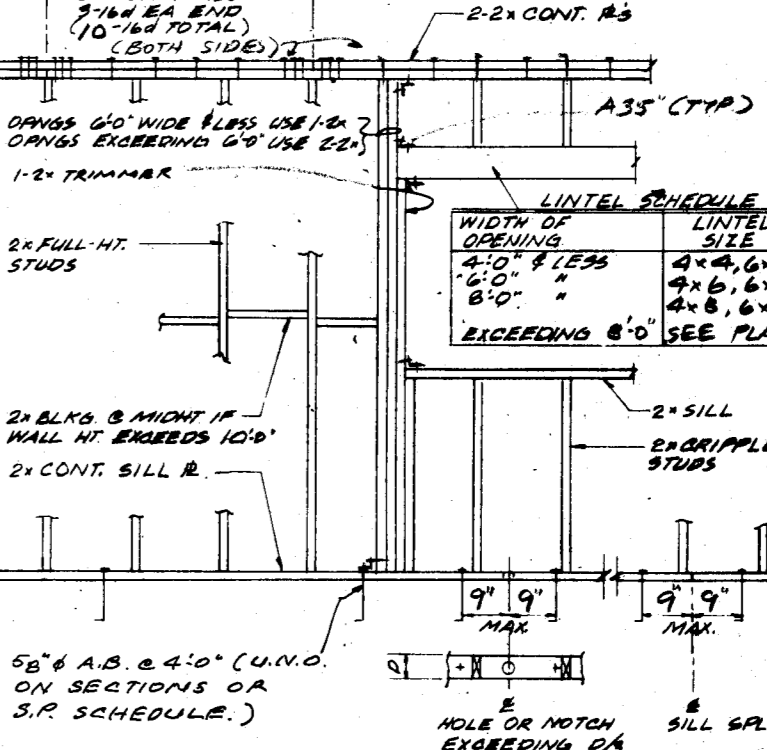 3-16d EA END
(10-16d TOTAL)
(BOTH SIDES)
2-2x CONT. PL'S
OPNGS 6'-0" WIDE & LESS USE 1-2x
OPNGS EXCEEDING 6'-0" USE 2-2x
A35" (TYP)
1-2x TRIMMER
LINTEL SCHEDULE
WIDTH OF OPENING LINTEL SIZE
4'-0" & LESS 4x4, 6x
6'-0" " 4x6, 6x
8'-0" " 4x8, 6x
EXCEEDING 8'-0" SEE PLA
2x FULL-HT.
STUDS
2x BLKG. @ MIDHT IF
WALL HT. EXCEEDS 10'-0"
2x SILL
2x CRIPPLE
STUDS
2x CONT. SILL PL.
9" 9"
MAX.
9" 9"
MAX.
5/8" φ A.B. @ 4'-0" (U.N.O.
ON SECTIONS OR
S.P. SCHEDULE.)
D
HOLE OR NOTCH
EXCEEDING
SILL SPL